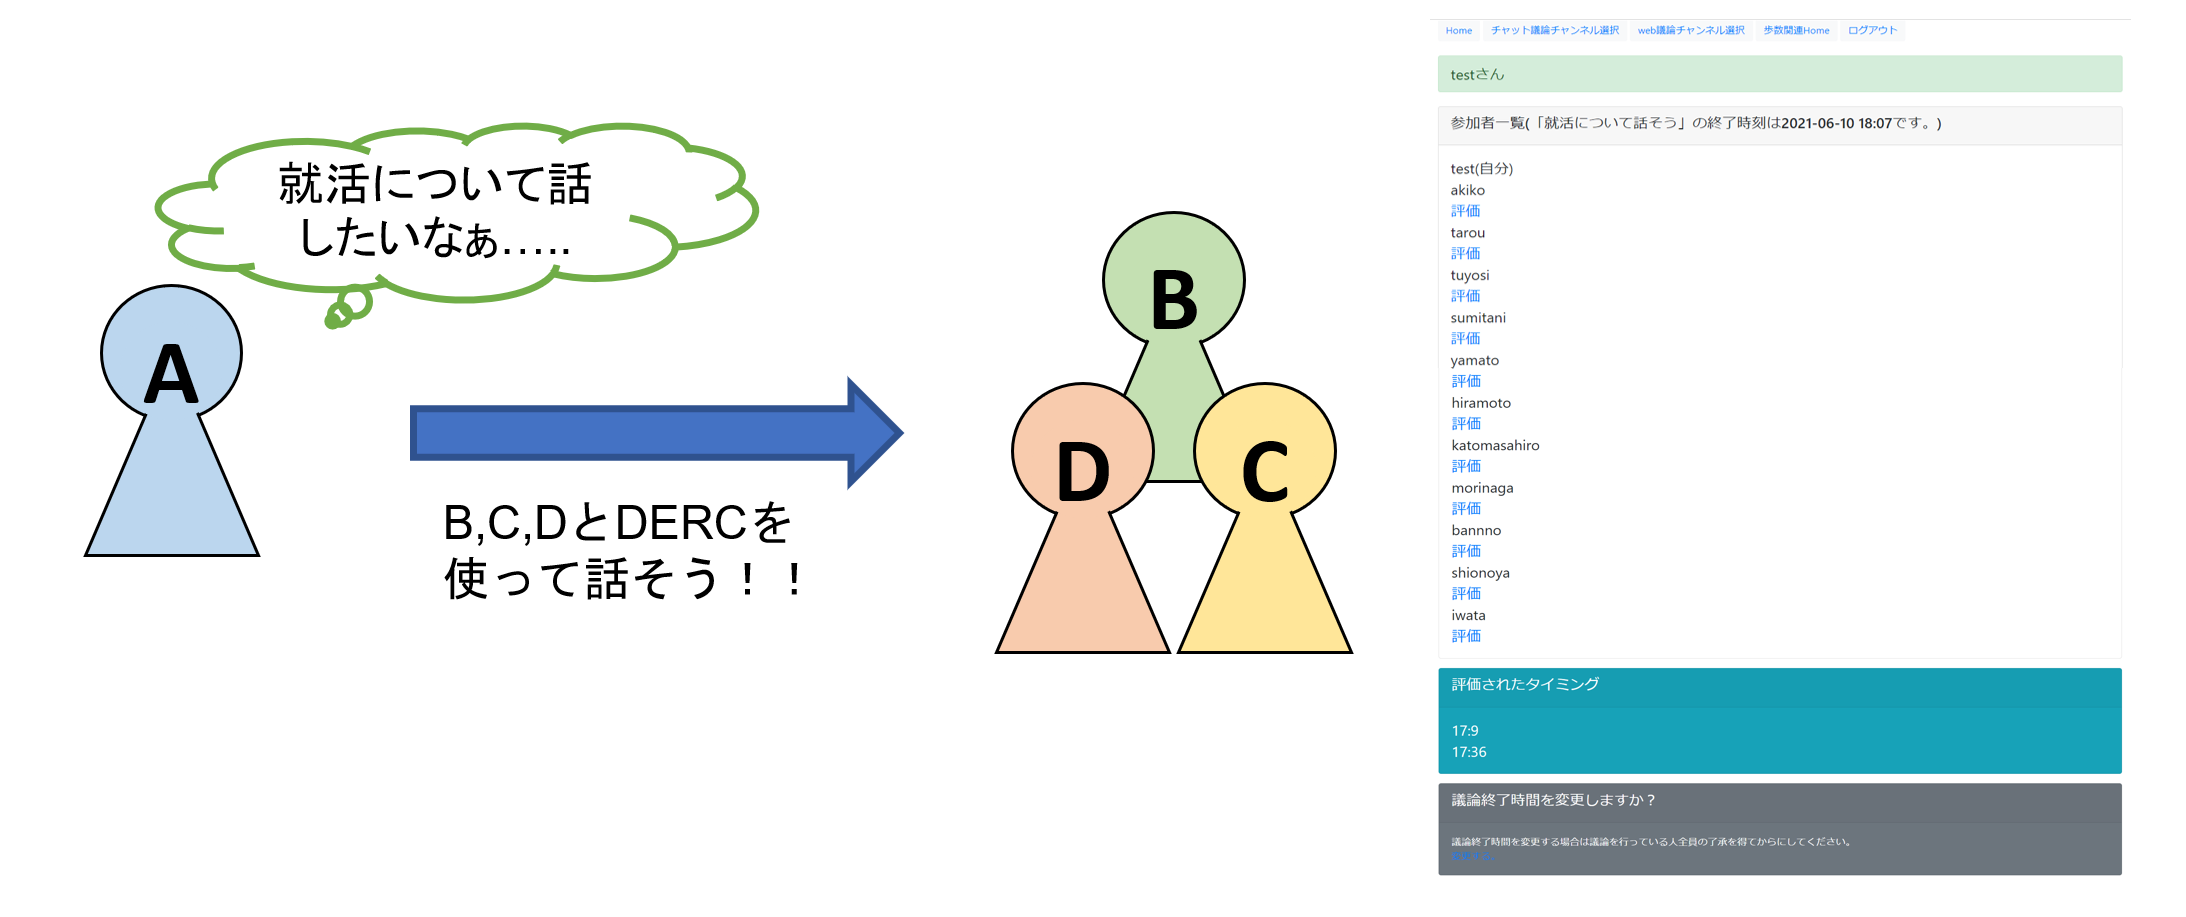 就活について話
したいなぁ…..
A
B,C,DとDERCを
使って話そう！！
B
D
C
Home チャット議論チャンネル選択 web議論チャンネル選択 歩数関連Home ログアウト
testさん
参加者一覧(「就活について話そう」の終了時刻は2021-06-10 18:07です。)
test(自分)
akiko
評価
tarou
評価
tuyosi
評価
sumitani
評価
yamato
評価
hiramoto
評価
katomasahiro
評価
morinaga
評価
bannno
評価
shionoya
評価
iwata
評価
評価されたタイミング
17:9
17:36
議論終了時間を変更しますか？
議論終了時間を変更する場合は議論を行っている人全員の了承を得てからにしてください。